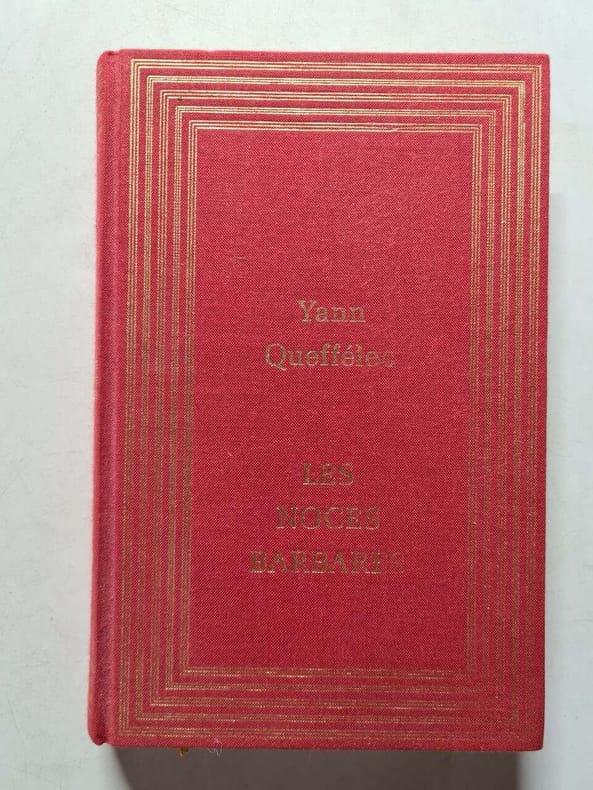 Yann
Queffélec
LES
NOCES
BARBARES